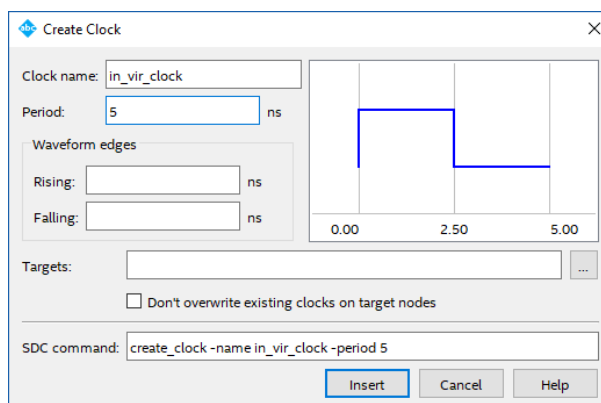 abc Create Clock
Clock name: in_vir_clock
Period: 5 ns
Waveform edges
Rising: ns
Falling: ns
0.00 2.50 5.00
Targets: ...
Don't overwrite existing clocks on target nodes
SDC command: create_clock -name in_vir_clock -period 5
Insert Cancel Help